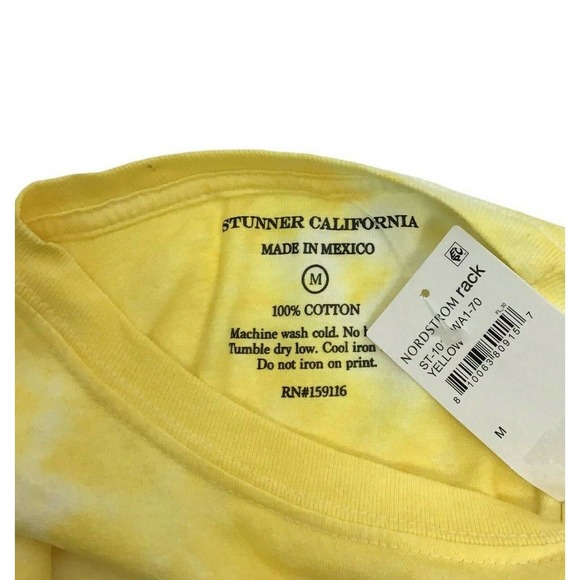 STUNNER CALIFORNIA
MADE IN MEXICO
M
100% COTTON
Machine wash cold. No
Tumble dry low. Cool iron
Do not iron on print.
RN#159116
NORDSTROM rack
YELLOW
PL_30
M